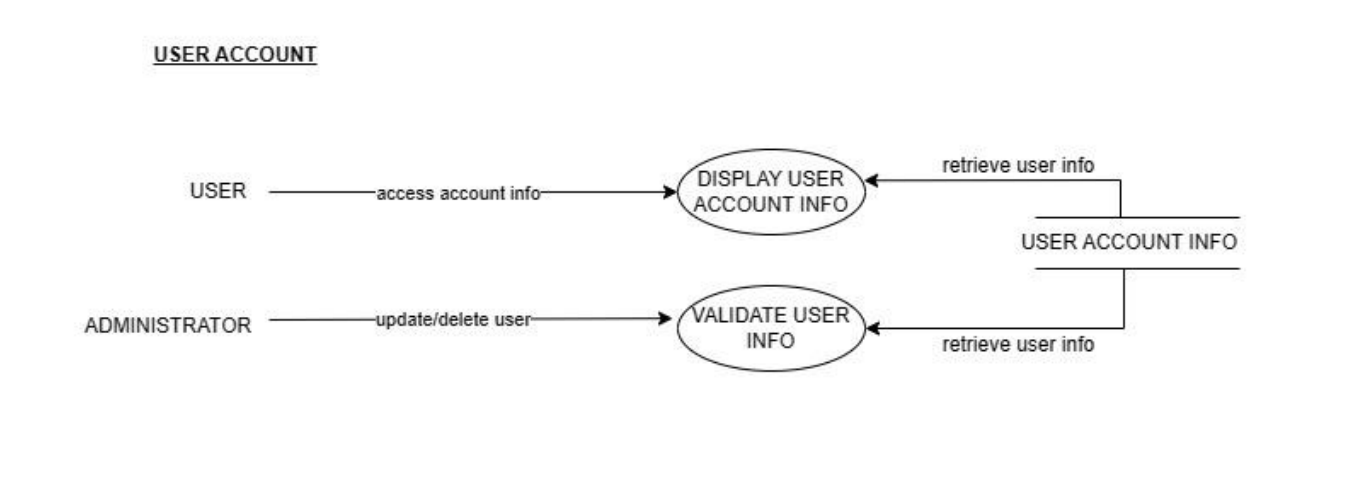 USER ACCOUNT
USER
access account info
DISPLAY USER
ACCOUNT INFO
retrieve user info
USER ACCOUNT INFO
ADMINISTRATOR
update/delete user
VALIDATE USER
INFO
retrieve user info